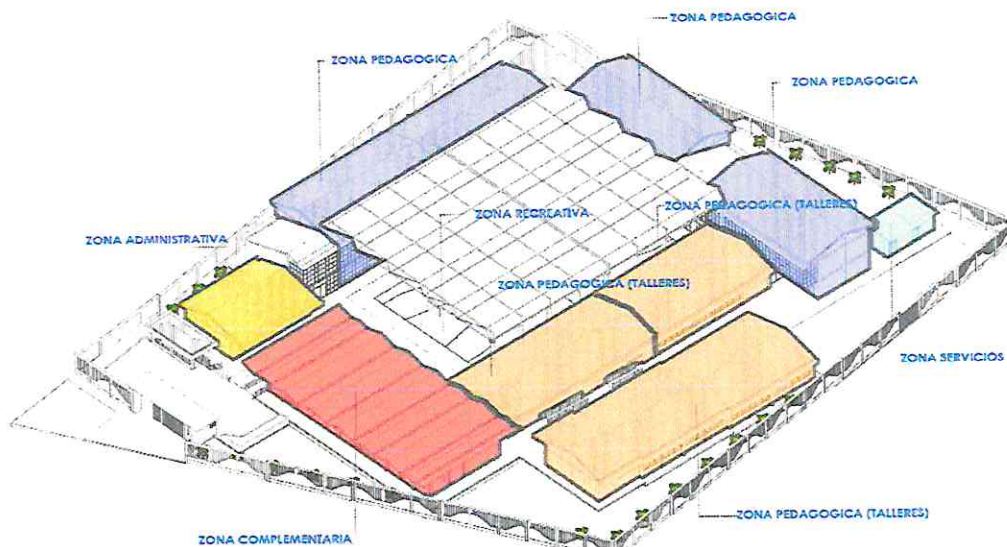 ZONA PEDAGOGICA
ZONA PEDAGOGICA
ZONA PEDAGOGICA
ZONA PEDAGOGICA (TALLERES)
ZONA RECREATIVA
ZONA ADMINISTRATIVA
ZONA PEDAGOGICA (TALLERES)
ZONA SERVICIOS
ZONA PEDAGOGICA (TALLERES)
ZONA COMPLEMENTARIA